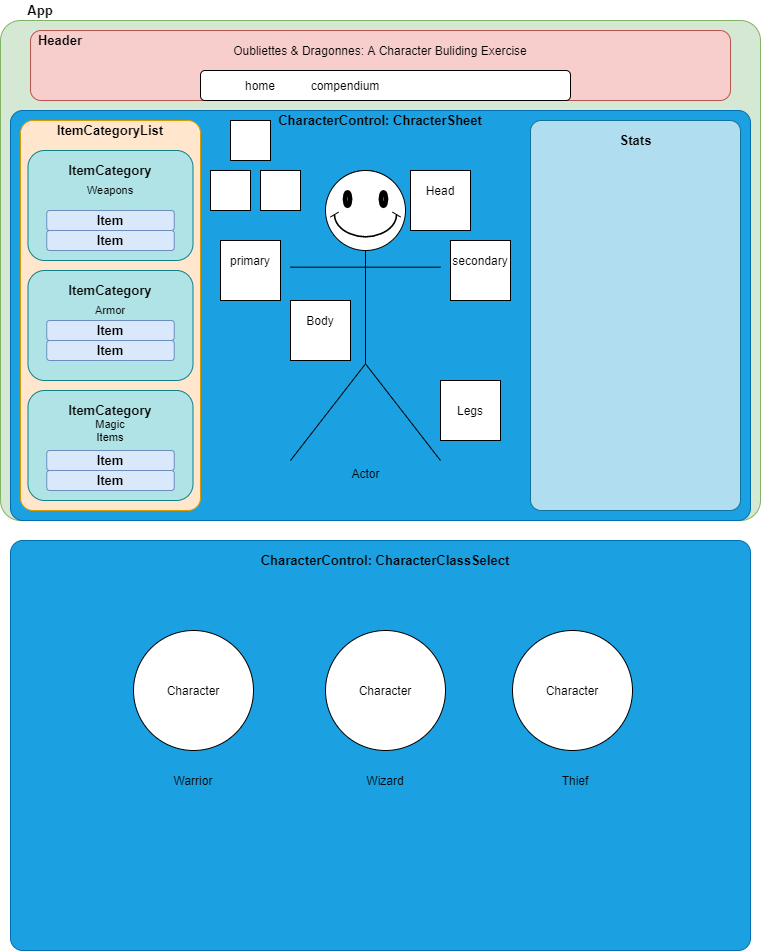 App
Header
Oubliettes & Dragonnes: A Character Buliding Exercise
home compendium
CharacterControl: ChracterSheet
ItemCategoryList
ItemCategory
Weapons
Item
Item
ItemCategory
Armor
Item
Item
ItemCategory
Magic
Items
Item
Item
Head
primary
secondary
Body
Legs
Actor
Stats
CharacterControl: CharacterClassSelect
Character
Character
Character
Warrior
Wizard
Thief